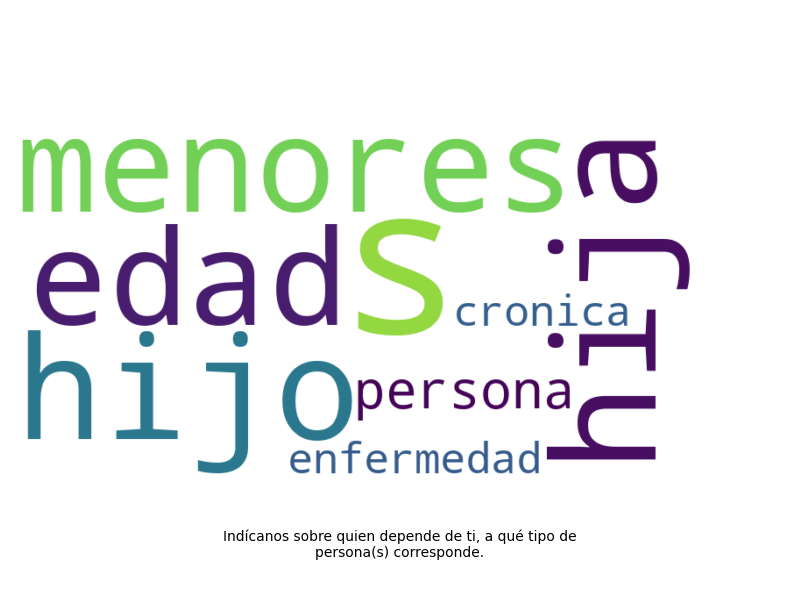 menores
hija
edad
s
cronica
hijo
persona
enfermedad
Indícanos sobre quien depende de ti, a qué tipo de
persona(s) corresponde.